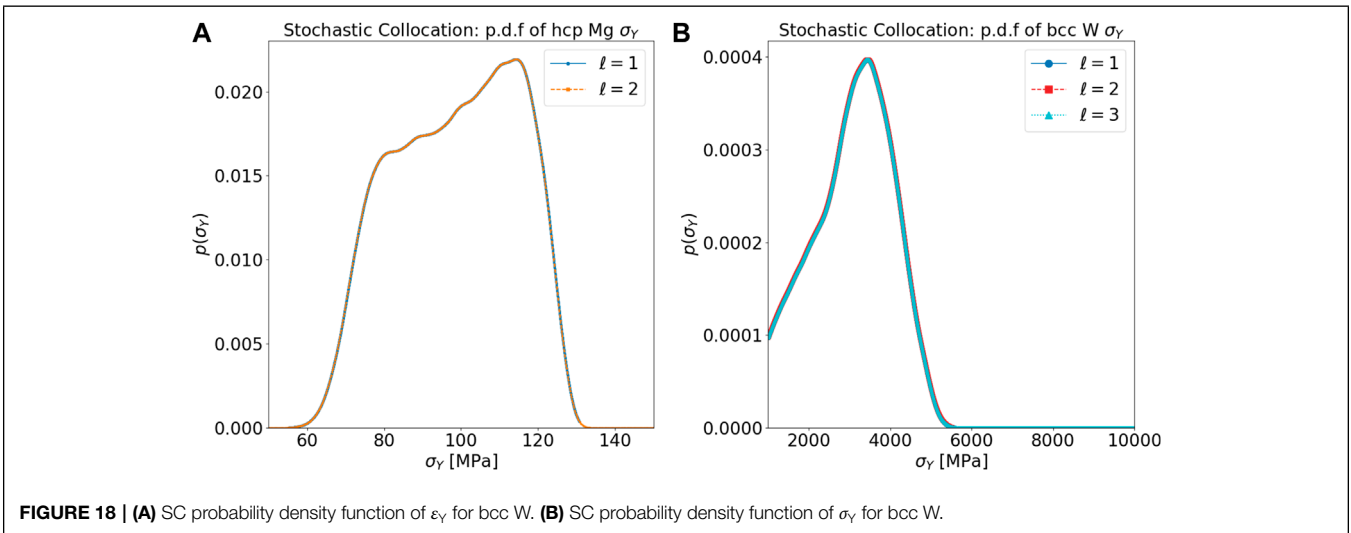 A
Stochastic Collocation: p.d.f of hcp Mg σY
ℓ = 1
ℓ = 2
p(σY)
0.020
0.015
0.010
0.005
0.000
60 80 100 120 140
σY [MPa]
B
Stochastic Collocation: p.d.f of bcc W σY
ℓ = 1
ℓ = 2
ℓ = 3
p(σY)
0.0004
0.0003
0.0002
0.0001
0.0000
2000 4000 6000 8000 10000
σY [MPa]
FIGURE 18 | (A) SC probability density function of εY for bcc W. (B) SC probability density function of σY for bcc W.